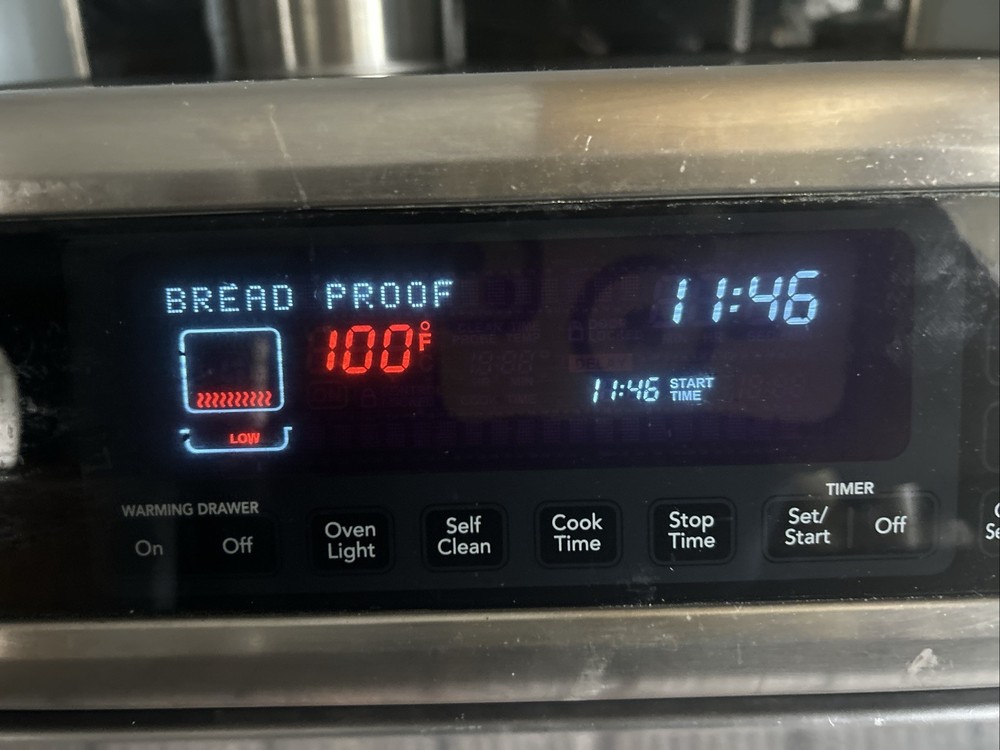 BREAD PROOF
11:46
100°F
11:46 START TIME
LOW
TIMER
WARMING DRAWER
On
Off
Oven Light
Self Clean
Cook Time
Stop Time
Set/ Start
Off